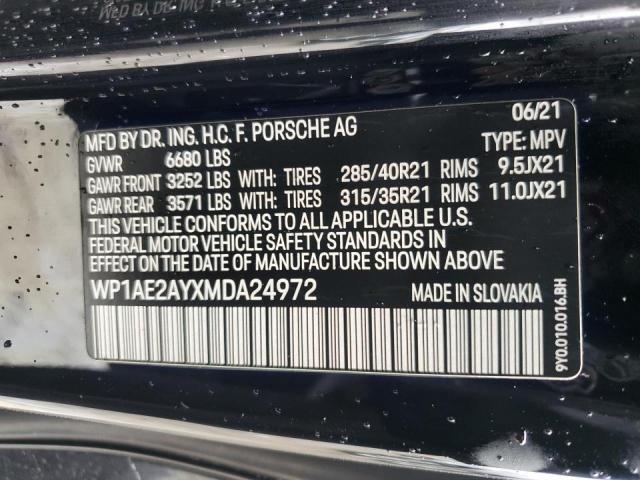 06/21
MFD BY DR. ING. H.C. F. PORSCHE AG TYPE: MPV
GVWR 6680 LBS
GAWR FRONT 3252 LBS WITH: TIRES 285/40R21 RIMS 9.5JX21
GAWR REAR 3571 LBS WITH: TIRES 315/35R21 RIMS 11.0JX21
THIS VEHICLE CONFORMS TO ALL APPLICABLE U.S.
FEDERAL MOTOR VEHICLE SAFETY STANDARDS IN
EFFECT ON THE DATE OF MANUFACTURE SHOWN ABOVE.
WP1AE2AYXMDA24972 MADE IN SLOVAKIA
9Y0.010.016.BH